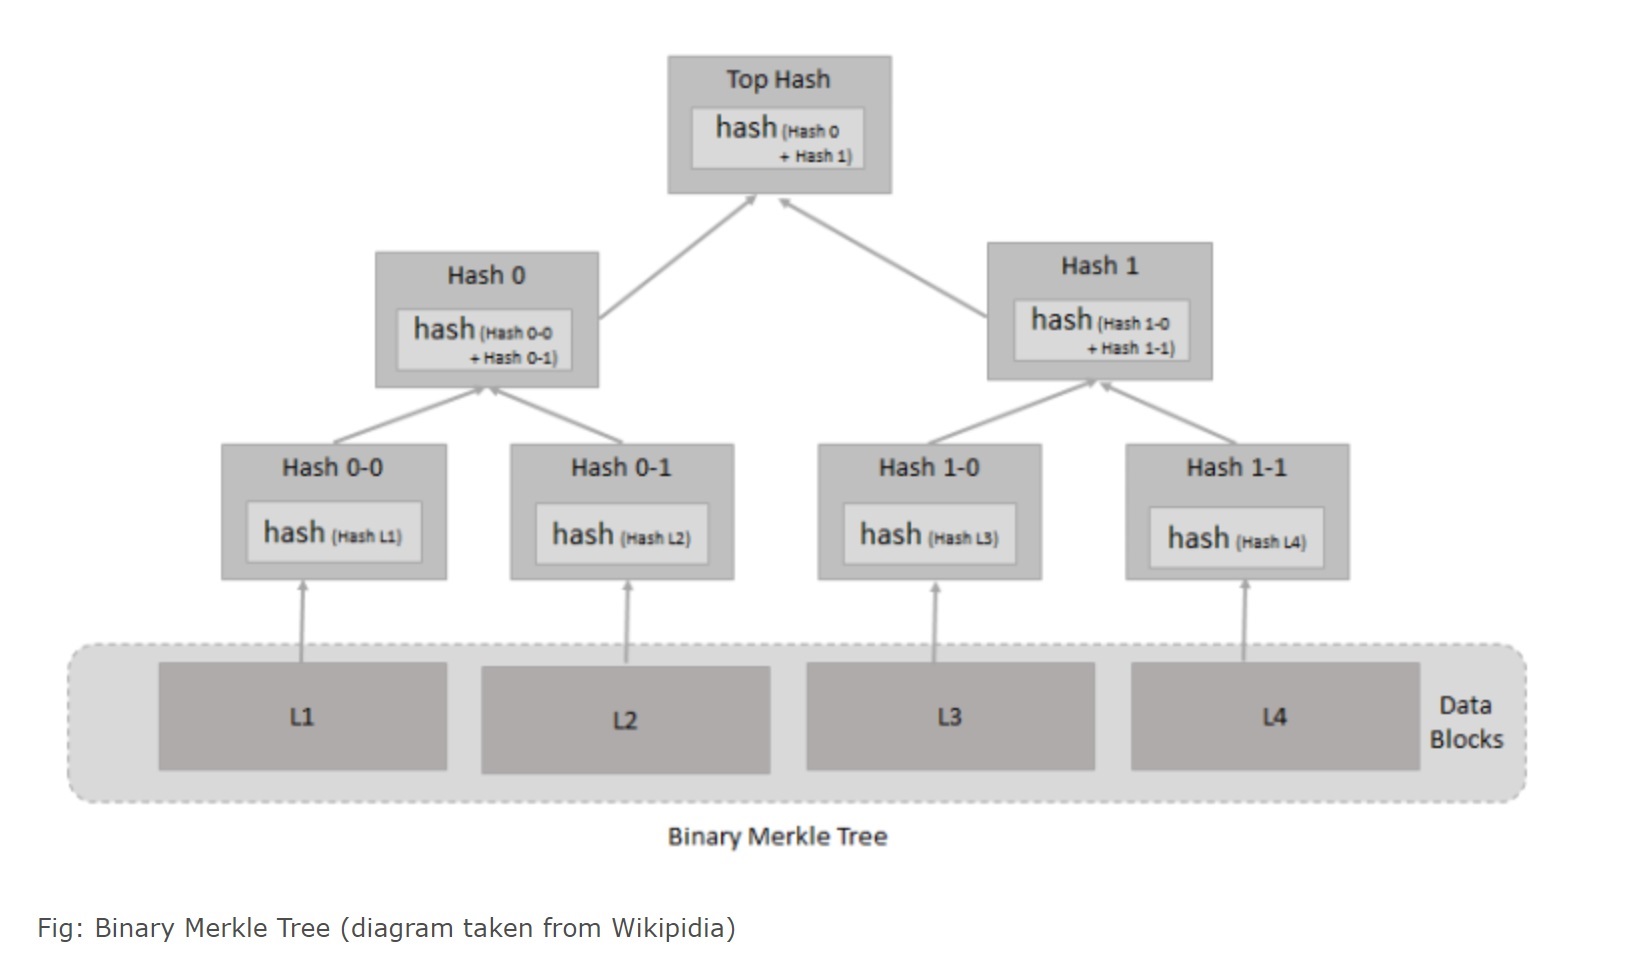 Top Hash
hash (Hash 0
+ Hash 1)
Hash 0
hash (Hash 0-0
+ Hash 0-1)
Hash 1
hash (Hash 1-0
+ Hash 1-1)
Hash 0-0
hash (Hash L1)
Hash 0-1
hash (Hash L2)
Hash 1-0
hash (Hash L3)
Hash 1-1
hash (Hash L4)
L1
L2
L3
L4
Data
Blocks
Binary Merkle Tree
Fig: Binary Merkle Tree (diagram taken from Wikipidia)